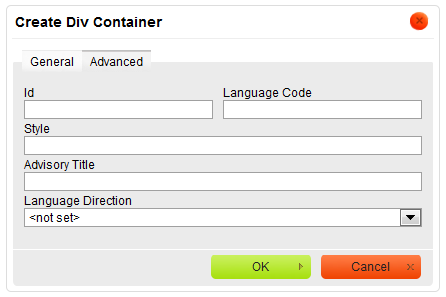 Create Div Container
General Advanced
Id Language Code
Style
Advisory Title
Language Direction
<not set>
OK Cancel